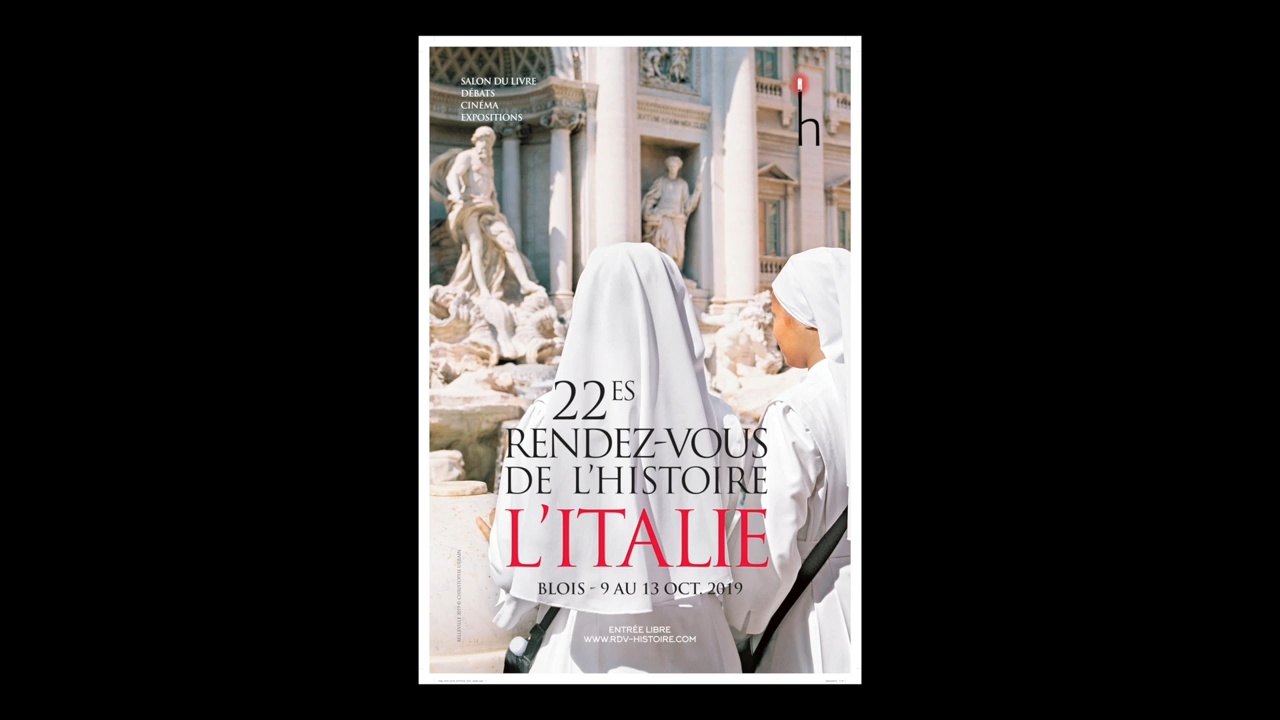 SALON DU LIVRE
DÉBATS
CINÉMA
EXPOSITIONS
h
22ES
RENDEZ-VOUS
DE L'HISTOIRE
L'ITALIE
BLOIS - 9 AU 13 OCT. 2019
ENTRÉE LIBRE
WWW.RDV-HISTOIRE.COM